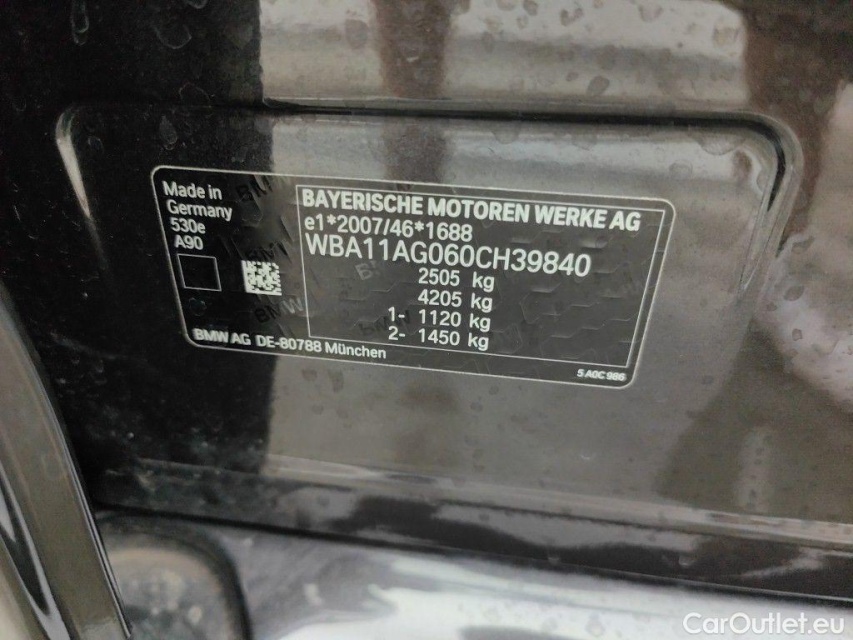 Made in
Germany
530e
A90
BAYERISCHE MOTOREN WERKE AG
e1*2007/46*1688
WBA11AG060CH39840
2505 kg
4205 kg
1- 1120 kg
2- 1450 kg
BMW AG DE-80788 München
5 A0C 966
CarOutlet.eu